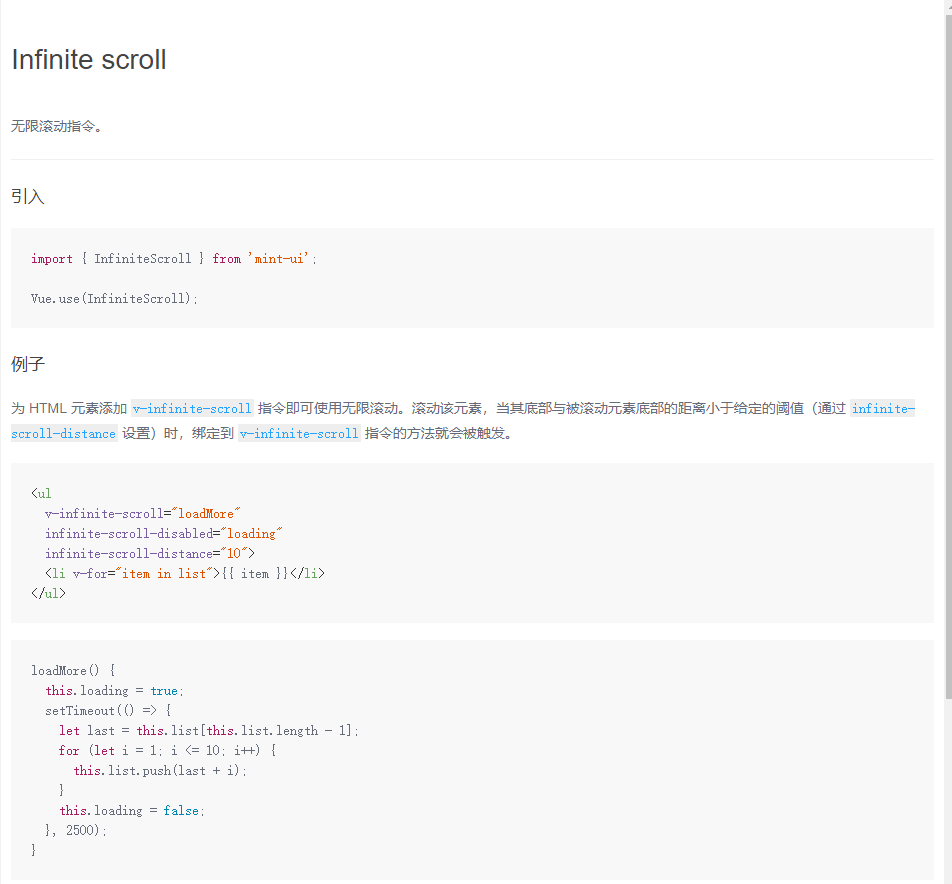 Infinite scroll
无限滚动指令。
引入
import { InfiniteScroll } from 'mint-ui';
Vue.use(InfiniteScroll);
例子
为 HTML 元素添加 v-infinite-scroll 指令即可使用无限滚动。滚动该元素，当其底部与被滚动元素底部的距离小于给定的阈值（通过 infinite-
scroll-distance 设置）时，绑定到 v-infinite-scroll 指令的方法就会被触发。
<ul
  v-infinite-scroll="loadMore"
  infinite-scroll-disabled="loading"
  infinite-scroll-distance="10">
  <li v-for="item in list">{{ item }}</li>
</ul>
loadMore() {
  this.loading = true;
  setTimeout(() => {
    let last = this.list[this.list.length - 1];
    for (let i = 1; i <= 10; i++) {
      this.list.push(last + i);
    }
    this.loading = false;
  }, 2500);
}